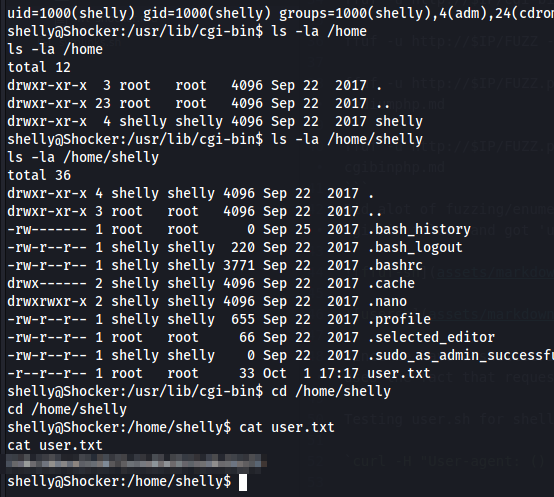 uid=1000(shelly) gid=1000(shelly) groups=1000(shelly),4(adm),24(cdrom
shelly@Shocker:/usr/lib/cgi-bin$ ls -la /home
ls -la /home
total 12
drwxr-xr-x  3 root   root   4096 Sep 22  2017 .
drwxr-xr-x 23 root   root   4096 Sep 22  2017 ..
drwxr-xr-x  4 shelly shelly 4096 Sep 22  2017 shelly
shelly@Shocker:/usr/lib/cgi-bin$ ls -la /home/shelly
ls -la /home/shelly
total 36
drwxr-xr-x 4 shelly shelly 4096 Sep 22  2017 .
drwxr-xr-x 3 root   root   4096 Sep 22  2017 ..
-rw------- 1 root   root      0 Sep 25  2017 .bash_history
-rw-r--r-- 1 shelly shelly  220 Sep 22  2017 .bash_logout
-rw-r--r-- 1 shelly shelly 3771 Sep 22  2017 .bashrc
drwx------ 2 shelly shelly 4096 Sep 22  2017 .cache
drwxrwxr-x 2 shelly shelly 4096 Sep 22  2017 .nano
-rw-r--r-- 1 shelly shelly  655 Sep 22  2017 .profile
-rw-r--r-- 1 root   root     66 Sep 22  2017 .selected_editor
-rw-r--r-- 1 shelly shelly    0 Sep 22  2017 .sudo_as_admin_successf
-r--r--r-- 1 root   root     33 Oct  1 17:17 user.txt
shelly@Shocker:/usr/lib/cgi-bin$ cd /home/shelly
cd /home/shelly
shelly@Shocker:/home/shelly$ cat user.txt
cat user.txt
shelly@Shocker:/home/shelly$